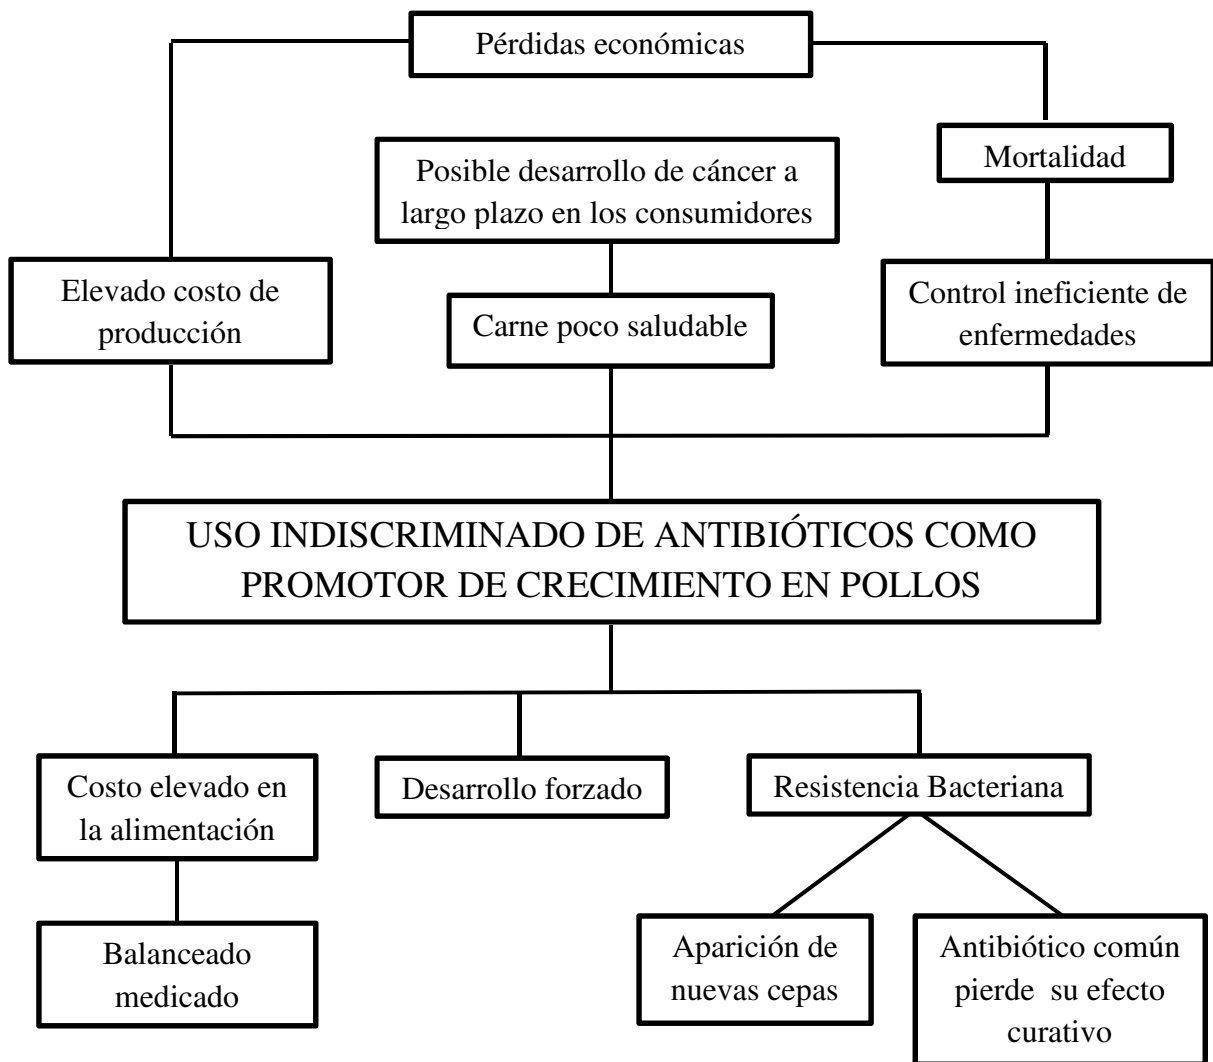 Pérdidas económicas
Mortalidad
Posible desarrollo de cáncer a
largo plazo en los consumidores
Elevado costo de
producción
Carne poco saludable
Control ineficiente de
enfermedades
USO INDISCRIMINADO DE ANTIBIÓTICOS COMO
PROMOTOR DE CRECIMIENTO EN POLLOS
Costo elevado en
la alimentación
Desarrollo forzado
Resistencia Bacteriana
Balanceado
medicado
Aparición de
nuevas cepas
Antibiótico común
pierde su efecto
curativo